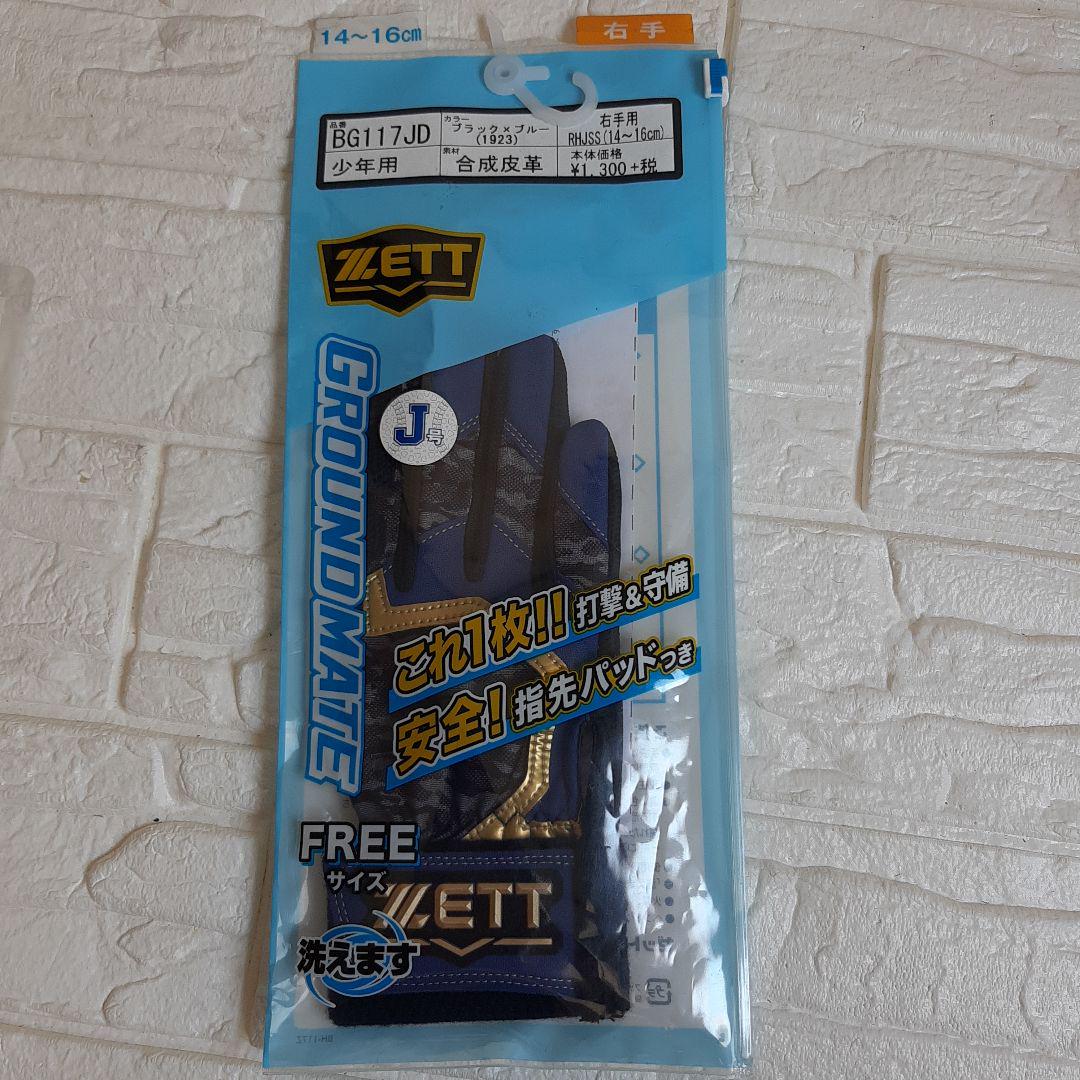 14～16cm
右手
品番
BG117JD
カラー
ブラック×ブルー
(1923)
右手用
RHJSS(14～16cm)
少年用
素材
合成皮革
本体価格
¥1,300+税
ZETT
GROUNDMATE
J号
これ1枚!! 打撃&守備
安全! 指先パッドつき
FREE
サイズ
ZETT
洗えます